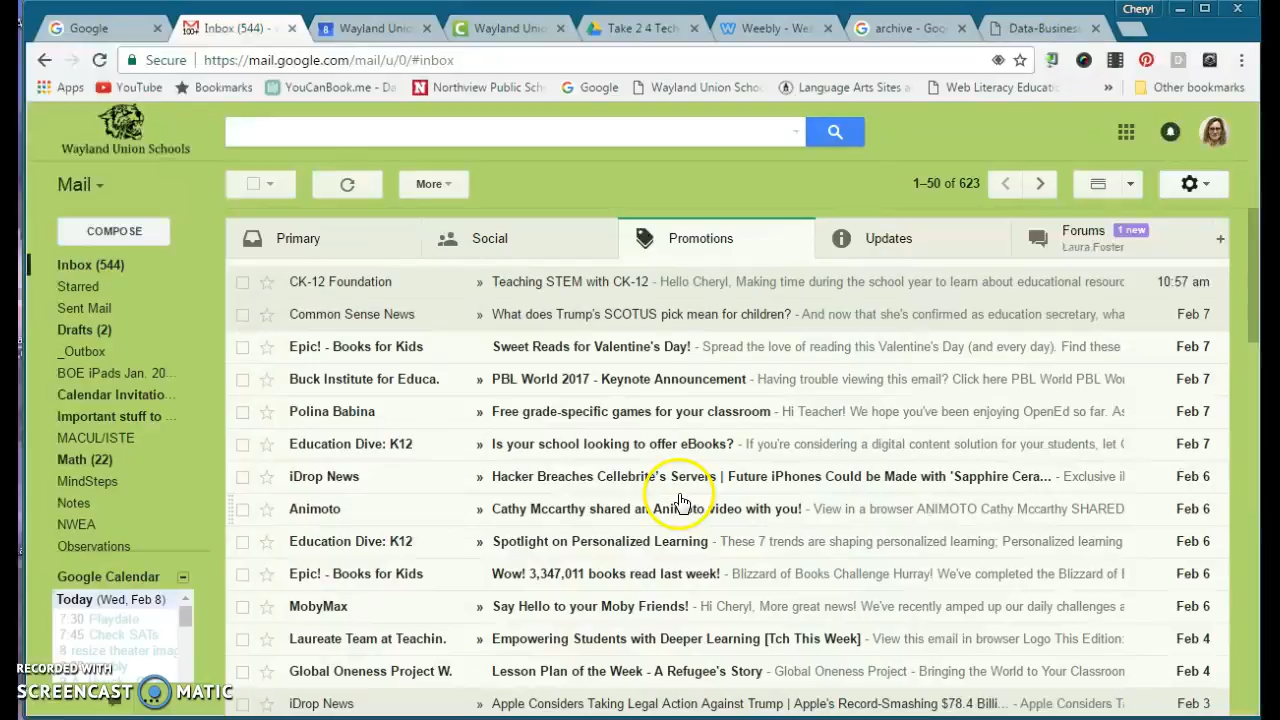 Cheryl
Google
Inbox (544) -
Wayland Unio
Wayland Unio
Take 2 4 Tech
Weebly - Wel
archive - Goo
Data-Business
Secure https://mail.google.com/mail/u/0/#inbox
Apps YouTube Bookmarks YouCanBook.me - Da Northview Public Sch Google Wayland Union Schoo Language Arts Sites a Web Literacy Educati » Other bookmarks
Wayland Union Schools
Mail
More
1–50 of 623
COMPOSE
Primary
Social
Promotions
Updates
Forums 1 new
Laura Foster
+
Inbox (544)
Starred
Sent Mail
Drafts (2)
_Outbox
BOE iPads Jan. 20...
Calendar Invitatio...
Important stuff to ...
MACUL/ISTE
Math (22)
MindSteps
Notes
NWEA
Observations
CK-12 Foundation » Teaching STEM with CK-12 - Hello Cheryl, Making time during the school year to learn about educational resourc 10:57 am
Common Sense News » What does Trump's SCOTUS pick mean for children? - And now that she's confirmed as education secretary, wha Feb 7
Epic! - Books for Kids Sweet Reads for Valentine's Day! - Spread the love of reading this Valentine's Day (and every day). Find these Feb 7
Buck Institute for Educa. » PBL World 2017 - Keynote Announcement - Having trouble viewing this email? Click here PBL World PBL Wor Feb 7
Polina Babina » Free grade-specific games for your classroom - Hi Teacher! We hope you've been enjoying OpenEd so far. As Feb 7
Education Dive: K12 » Is your school looking to offer eBooks? - If you're considering a digital content solution for your students, let Feb 7
iDrop News » Hacker Breaches Cellebrite's Servers | Future iPhones Could be Made with 'Sapphire Cera... - Exclusive Feb 6
Animoto » Cathy Mccarthy shared an Animoto video with you! - View in a browser ANIMOTO Cathy Mccarthy SHARED Feb 6
Education Dive: K12 » Spotlight on Personalized Learning - These 7 trends are shaping personalized learning; Personalized learning Feb 6
Epic! - Books for Kids » Wow! 3,347,011 books read last week! - Blizzard of Books Challenge Hurray! We've completed the Blizzard of Feb 6
MobyMax » Say Hello to your Moby Friends! - Hi Cheryl, More great news! We've recently amped up our daily challenges a Feb 6
Laureate Team at Teachin. » Empowering Students with Deeper Learning [Tch This Week] - View this email in browser Logo This Edition: Feb 4
Global Oneness Project W. » Lesson Plan of the Week - A Refugee's Story - Global Oneness Project - Bringing the World to Your Classroom Feb 4
iDrop News » Apple Considers Taking Legal Action Against Trump | Apple's Record-Smashing $78.4 Billi... - Apple Considers T Feb 3
Google Calendar
Today (Wed, Feb 8)
7:30 Playdate
7:45 Check SATs
8 resize theater imag
RECORDED WITH
SCREENCAST MATIC